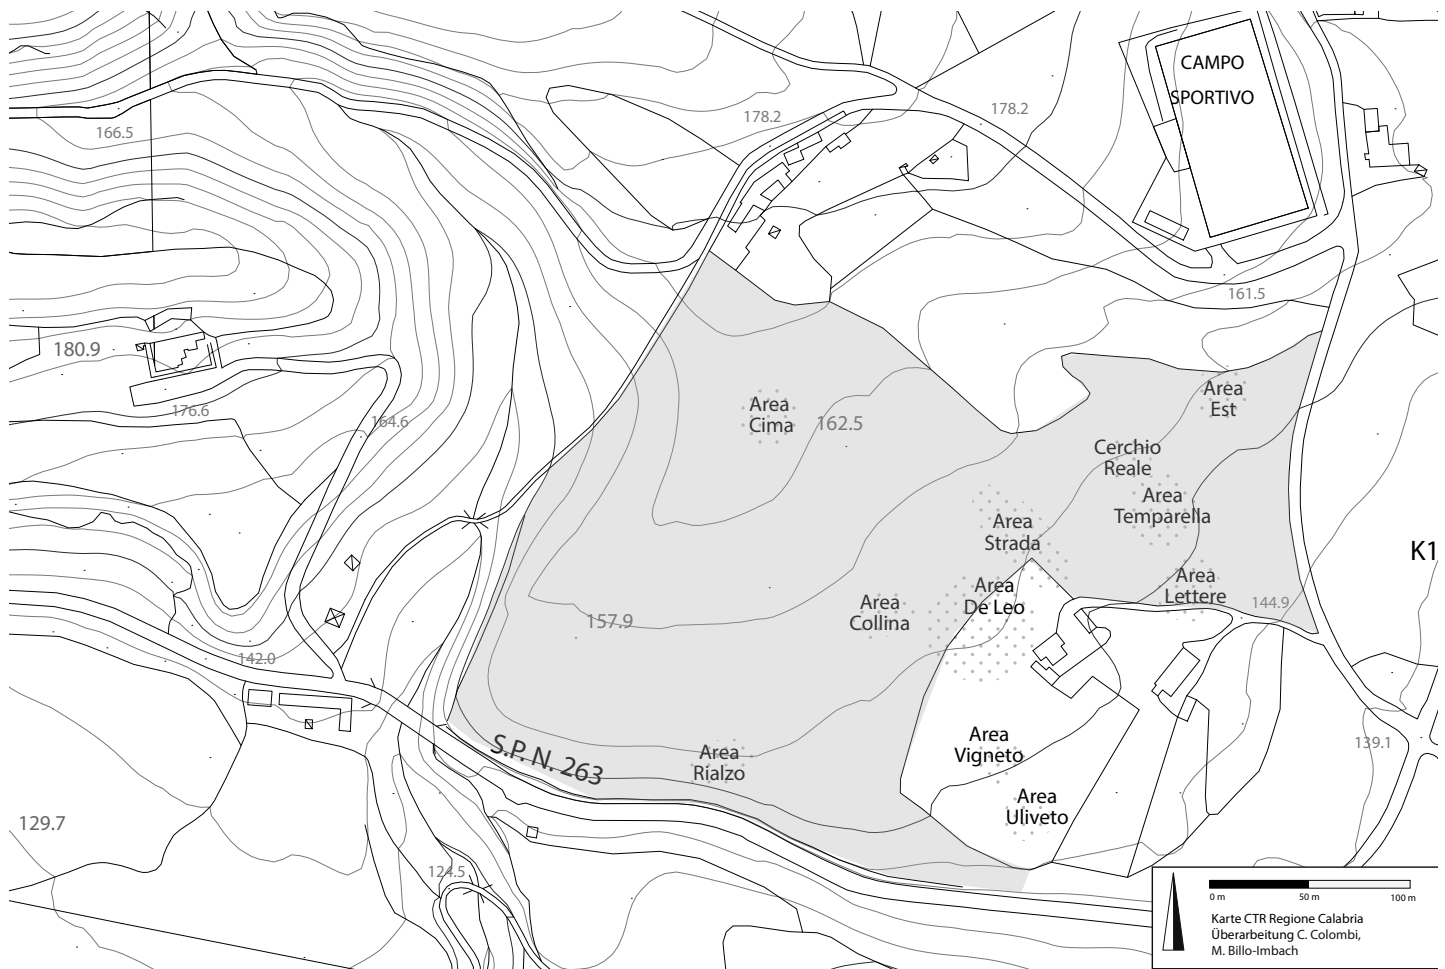 CAMPO
SPORTIVO
178.2
178.2
166.5
161.5
180.9
176.6
164.6
Area
Cima
162.5
Area
Est
Cerchio
Reale
Area
Temparella
Area
Strada
K1
Area
De Leo
Area
Lettere
144.9
Area
Collina
157.9
142.0
Area
Vigneto
139.1
Area
Rialzo
S.P. N. 263
Area
Uliveto
129.7
124.5
0 m 50 m 100 m
Karte CTR Regione Calabria
Überarbeitung C. Colombi,
M. Billo-Imbach